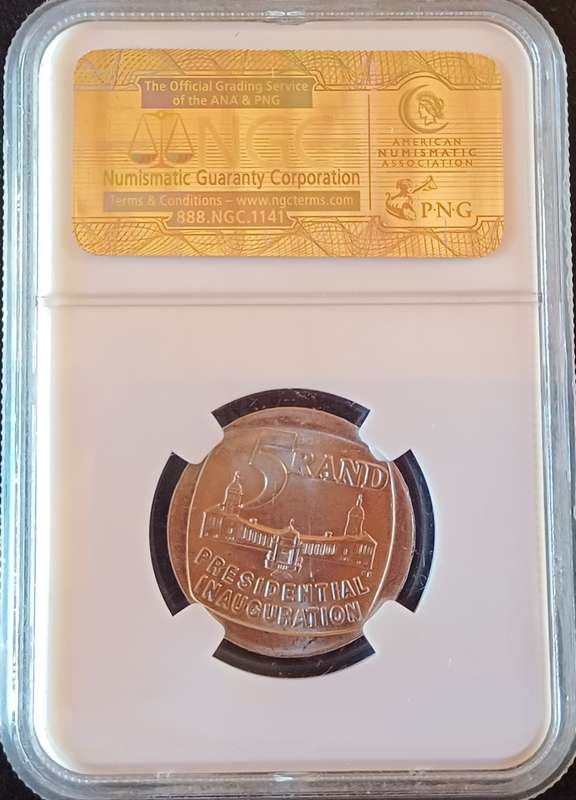 The Official Grading Service
of the ANA & PNG
NGC
Numismatic Guaranty Corporation
Terms & Conditions – www.ngcterms.com
888.NGC.1141
AMERICAN
NUMISMATIC
ASSOCIATION
P·N·G
5 RAND
PRESIDENTIAL
INAUGURATION